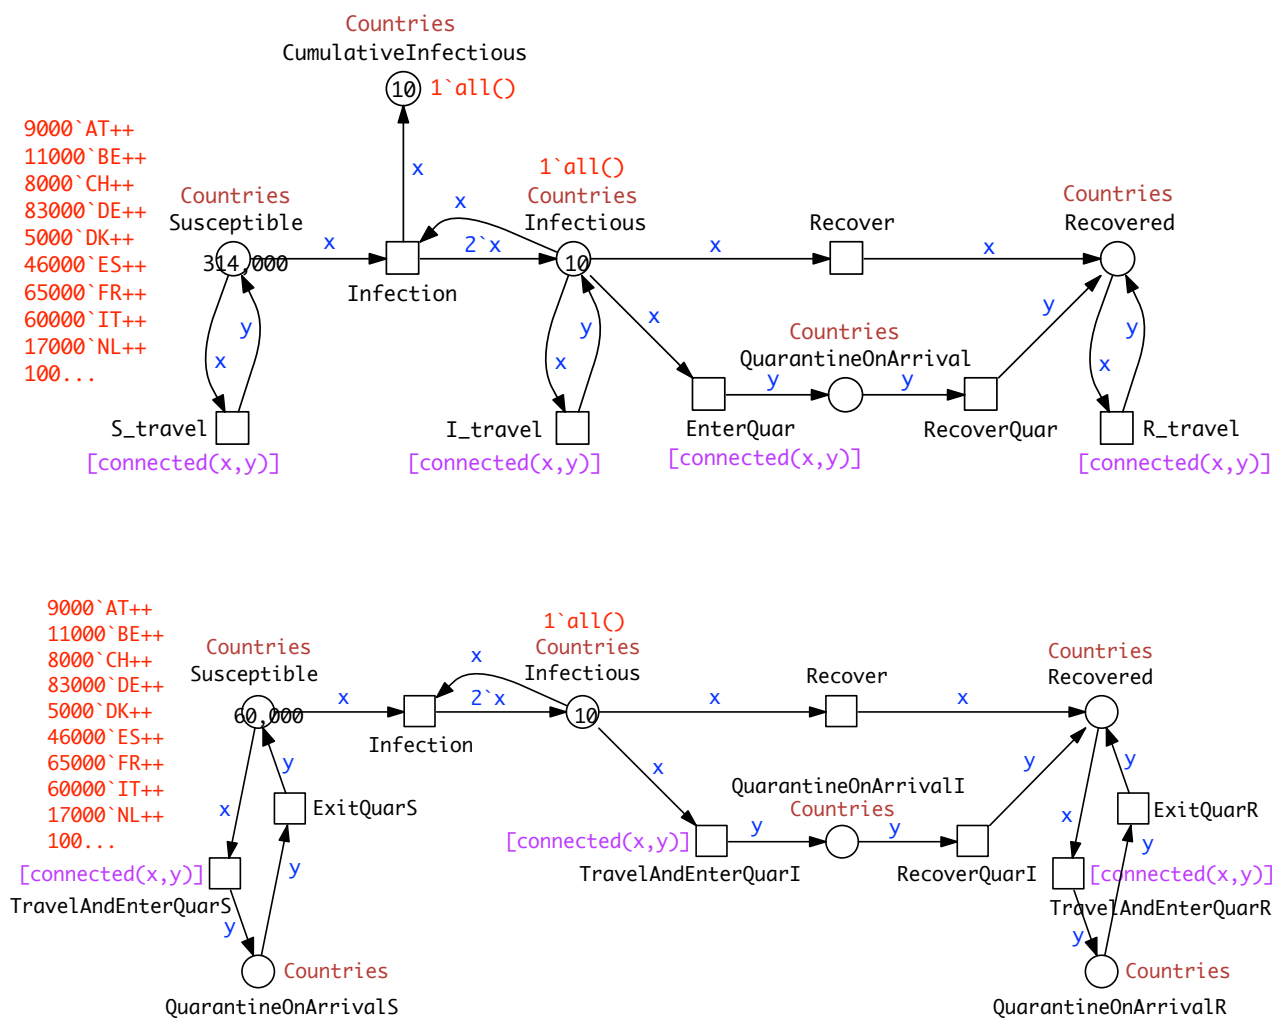 Countries
CumulativeInfectious
10 1`all()
9000`AT++
11000`BE++
8000`CH++
83000`DE++
5000`DK++
46000`ES++
65000`FR++
60000`IT++
17000`NL++
100...
x
1`all()
Countries
Susceptible
x
Countries
Infectious
Recover
Countries
Recovered
314,000
x
2`x
10
x
x
Infection
y
x
y
x
x
Countries
QuarantineOnArrival
y
y
y
y
x
S_travel
[connected(x,y)]
I_travel
[connected(x,y)]
EnterQuar
[connected(x,y)]
RecoverQuar
R_travel
[connected(x,y)]
9000`AT++
11000`BE++
8000`CH++
83000`DE++
5000`DK++
46000`ES++
65000`FR++
60000`IT++
17000`NL++
100...
1`all()
Countries
Susceptible
x
Countries
Infectious
Recover
Countries
Recovered
60,000
x
2`x
10
x
x
Infection
y
ExitQuarS
x
y
x
QuarantineOnArrivalI
Countries
y
y
y
y
ExitQuarR
x
y
[connected(x,y)]
TravelAndEnterQuarS
y
[connected(x,y)]
TravelAndEnterQuarI
RecoverQuarI
[connected(x,y)]
TravelAndEnterQuarR
y
Countries
QuarantineOnArrivalS
Countries
QuarantineOnArrivalR